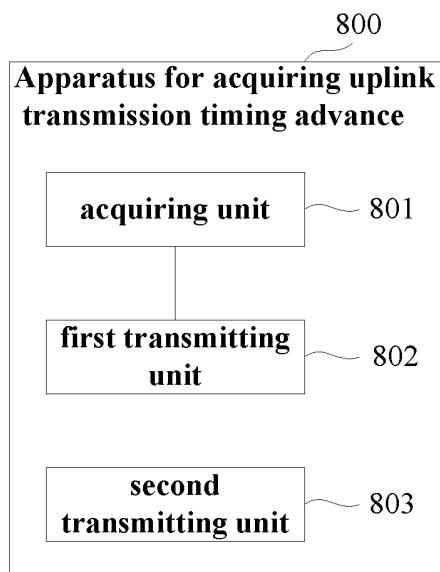 800
Apparatus for acquiring uplink
transmission timing advance
acquiring unit
801
first transmitting
unit
802
second
transmitting unit
803